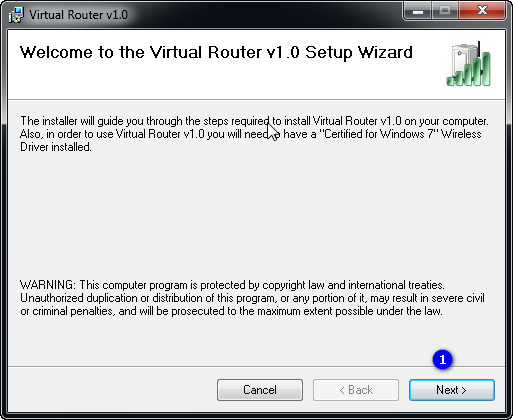 Virtual Router v1.0
Welcome to the Virtual Router v1.0 Setup Wizard
The installer will guide you through the steps required to install Virtual Router v1.0 on your computer.
Also, in order to use Virtual Router v1.0 you will need to have a "Certified for Windows 7" Wireless
Driver installed.
WARNING: This computer program is protected by copyright law and international treaties.
Unauthorized duplication or distribution of this program, or any portion of it, may result in severe civil
or criminal penalties, and will be prosecuted to the maximum extent possible under the law.
1
Cancel
< Back
Next >